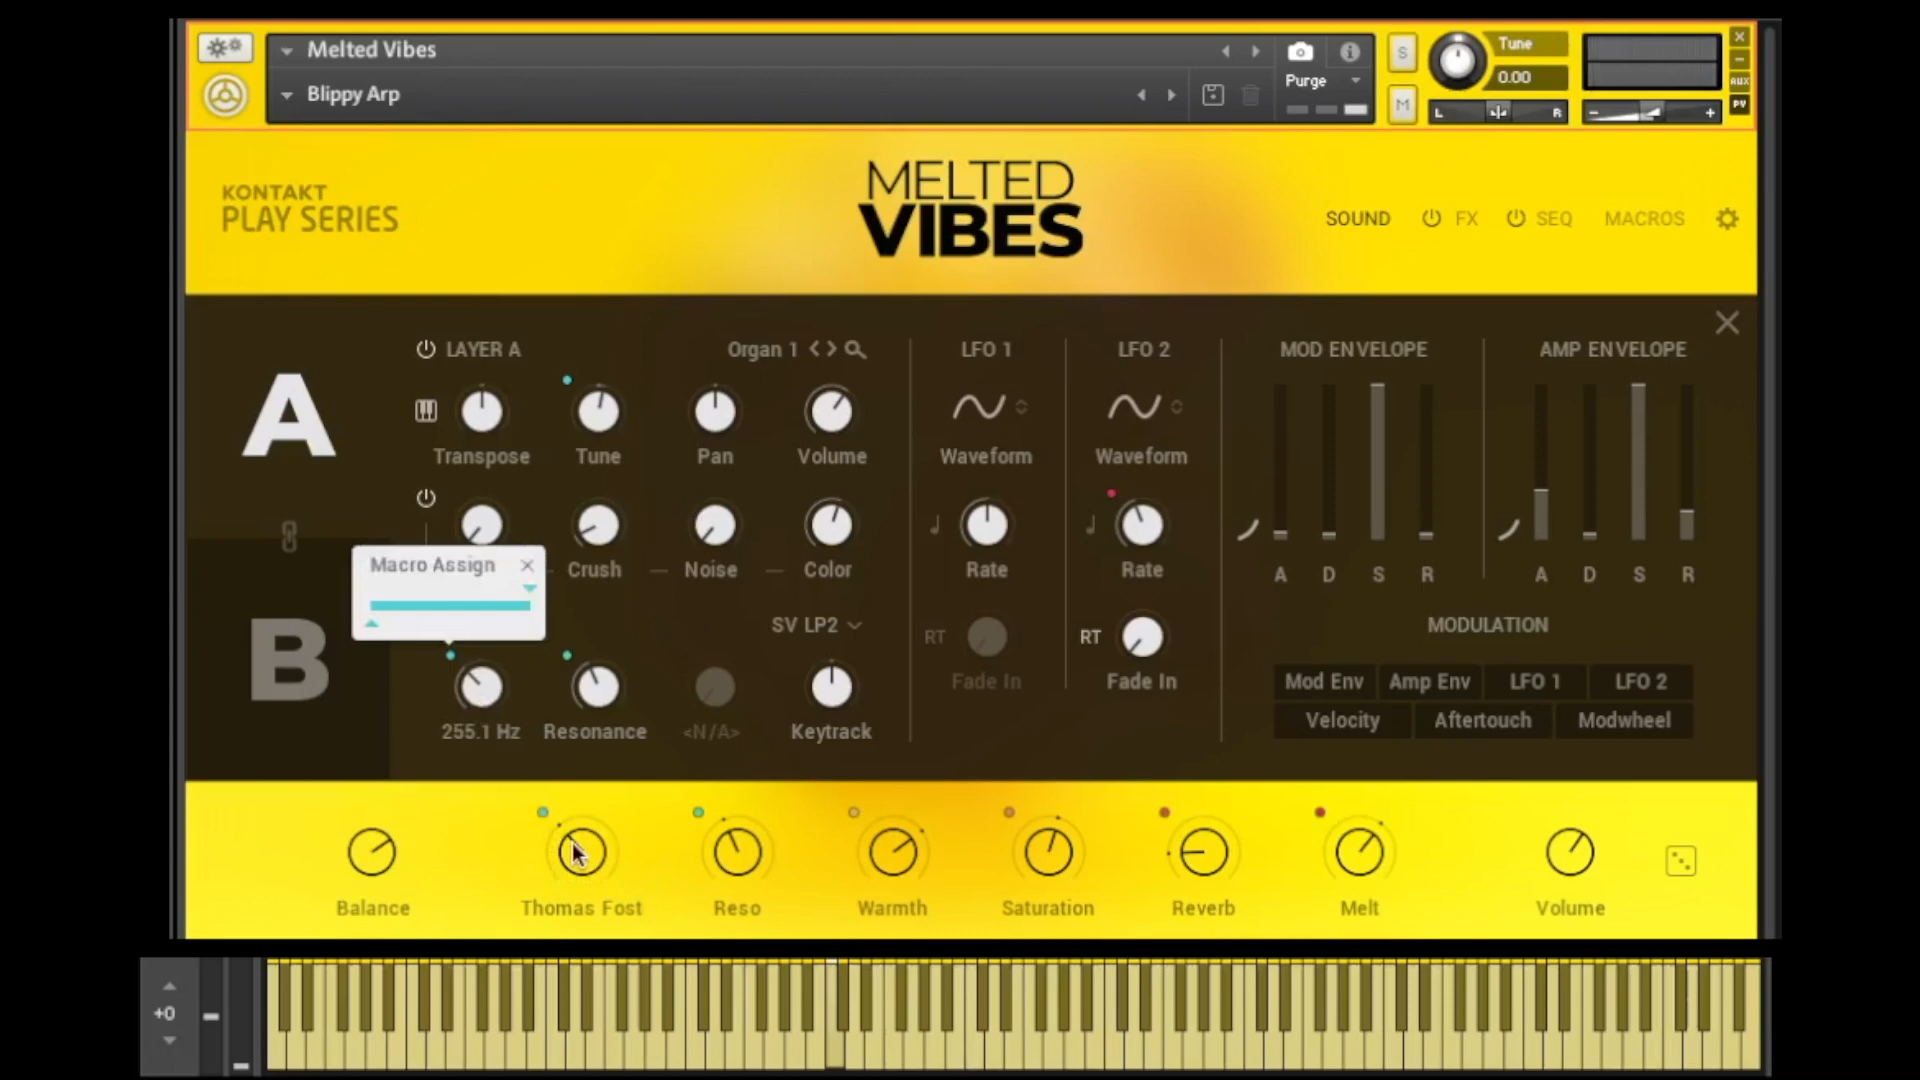 Melted Vibes
Blippy Arp
Purge
S
M
Tune
0.00
L
R
AUX
PV
KONTAKT
PLAY SERIES
MELTED
VIBES
SOUND FX SEQ MACROS
A
LAYER A
Organ 1
Transpose Tune Pan Volume
Crush Noise Color
Macro Assign
B
SV LP2
255.1 Hz Resonance <N/A> Keytrack
LFO 1
Waveform
Rate
RT
Fade In
LFO 2
Waveform
Rate
RT
Fade In
MOD ENVELOPE
A D S R
AMP ENVELOPE
A D S R
MODULATION
Mod Env Amp Env LFO 1 LFO 2
Velocity Aftertouch Modwheel
Balance Thomas Fost Reso Warmth Saturation Reverb Melt Volume
+0